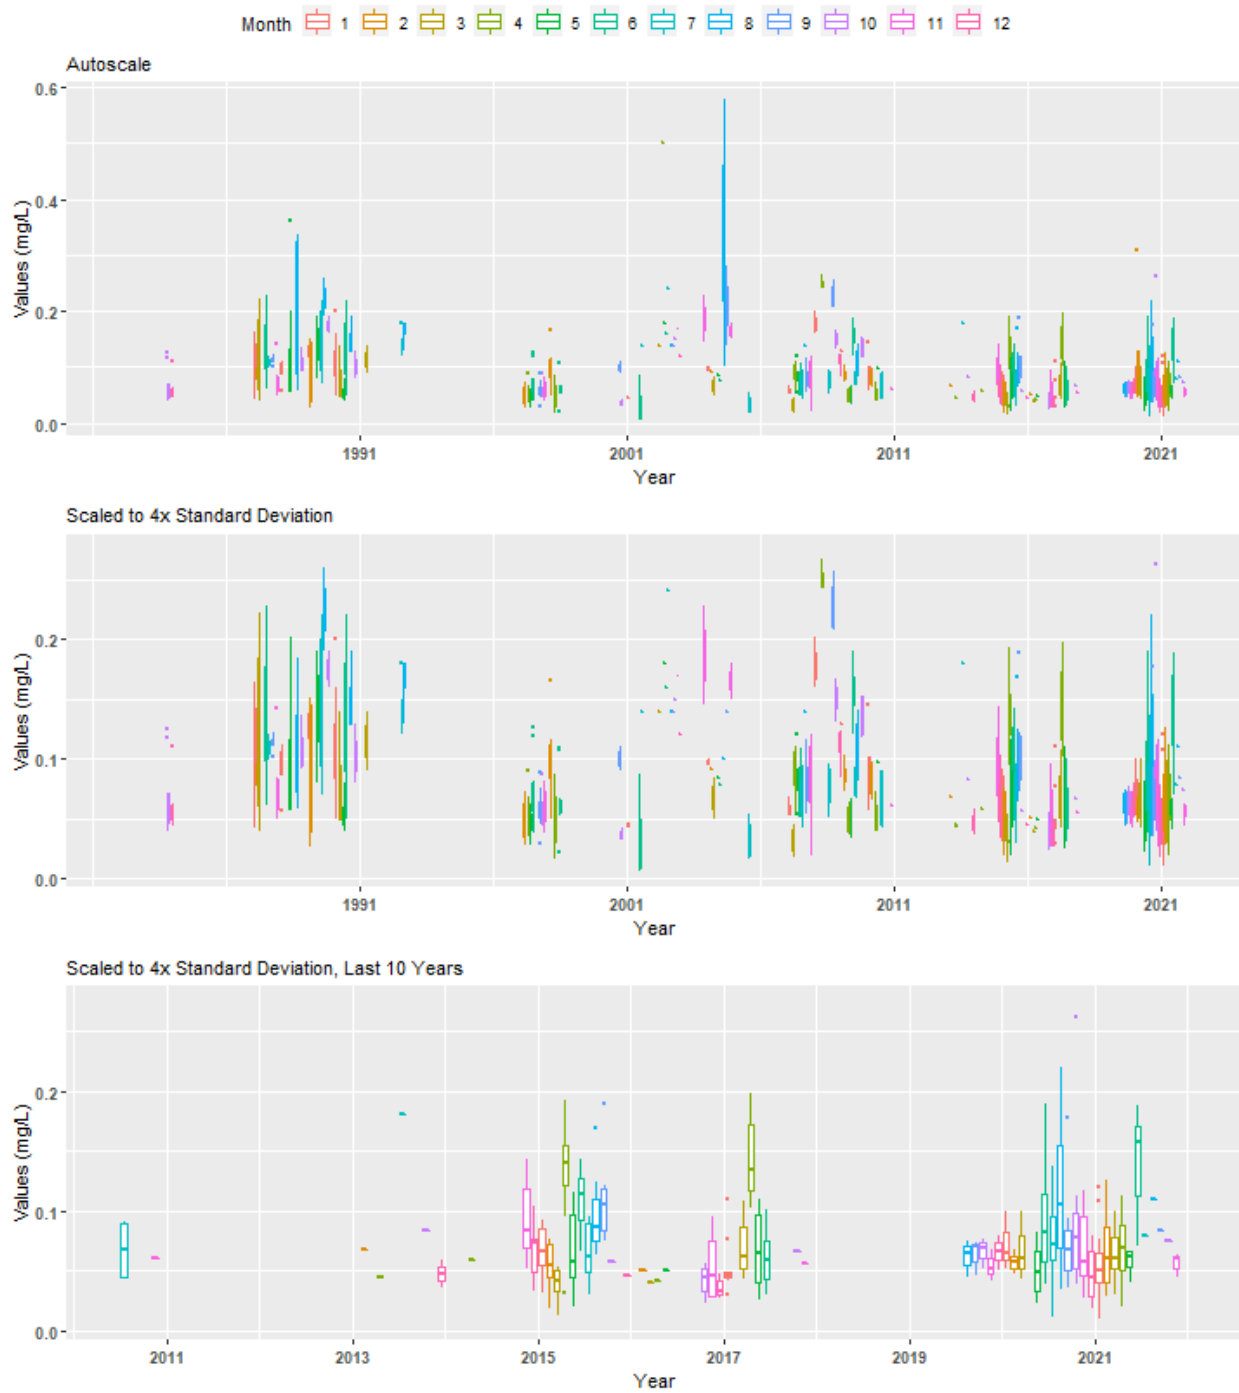 Month 1 2 3 4 5 6 7 8 9 10 11 12
Autoscale
Values (mg/L)
0.6
0.4
0.2
0.0
1991 2001 2011 2021
Year
Scaled to 4x Standard Deviation
Values (mg/L)
0.2
0.1
0.0
1991 2001 2011 2021
Year
Scaled to 4x Standard Deviation, Last 10 Years
Values (mg/L)
0.2
0.1
0.0
2011 2013 2015 2017 2019 2021
Year